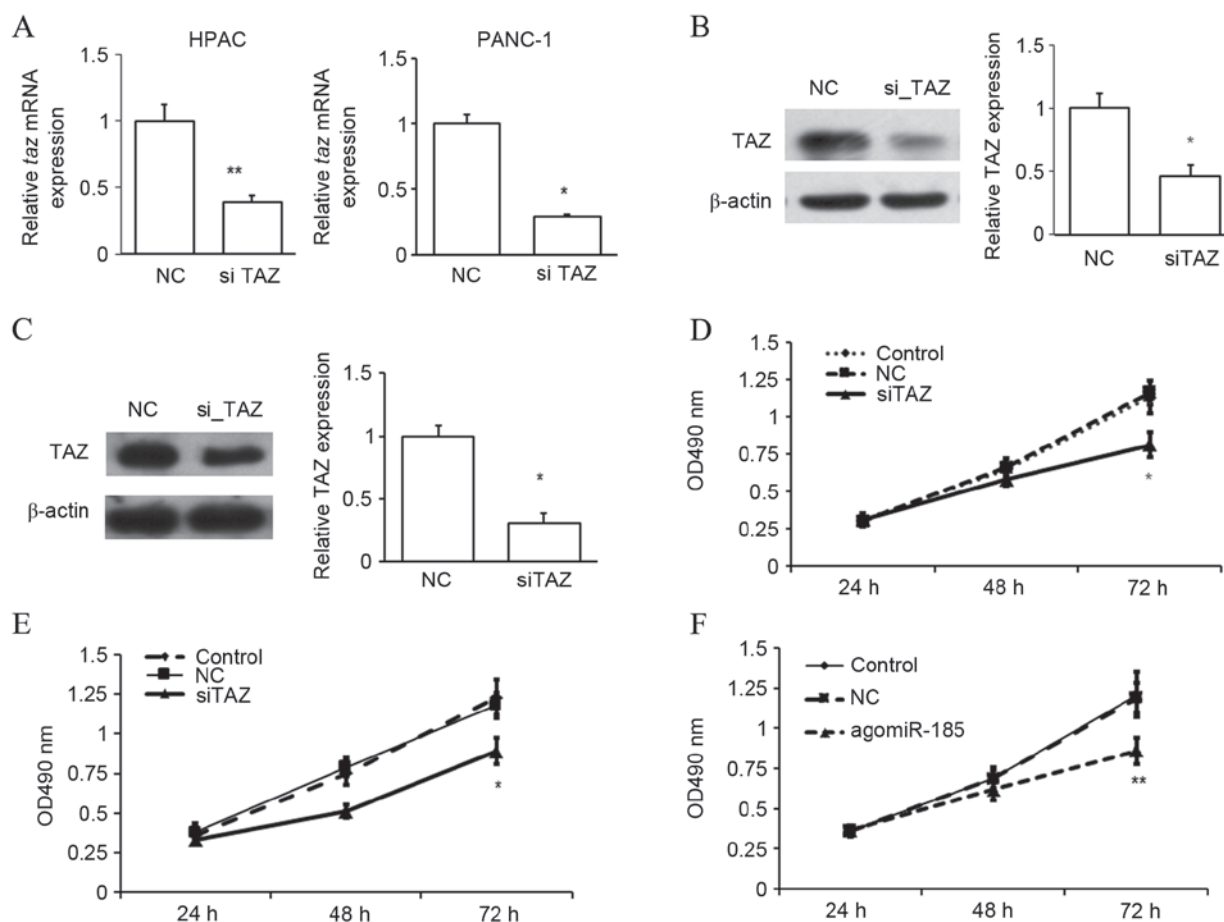 A
HPAC
PANC-1
Relative taz mRNA
expression
1.5
1
0.5
0
**
NC
si TAZ
Relative taz mRNA
expression
1.5
1
0.5
0
*
NC
si TAZ
B
NC
si_TAZ
TAZ
β-actin
Relative TAZ expression
1.5
1
0.5
0
*
NC
siTAZ
C
NC
si_TAZ
TAZ
β-actin
Relative TAZ expression
1.5
1
0.5
0
*
NC
siTAZ
D
OD490 nm
1.5
1.25
1
0.75
0.5
0.25
0
Control
NC
siTAZ
*
24 h
48 h
72 h
E
OD490 nm
1.5
1.25
1
0.75
0.5
0.25
0
Control
NC
siTAZ
*
24 h
48 h
72 h
F
OD490 nm
1.5
1.25
1
0.75
0.5
0.25
0
Control
NC
agomiR-185
**
24 h
48 h
72 h